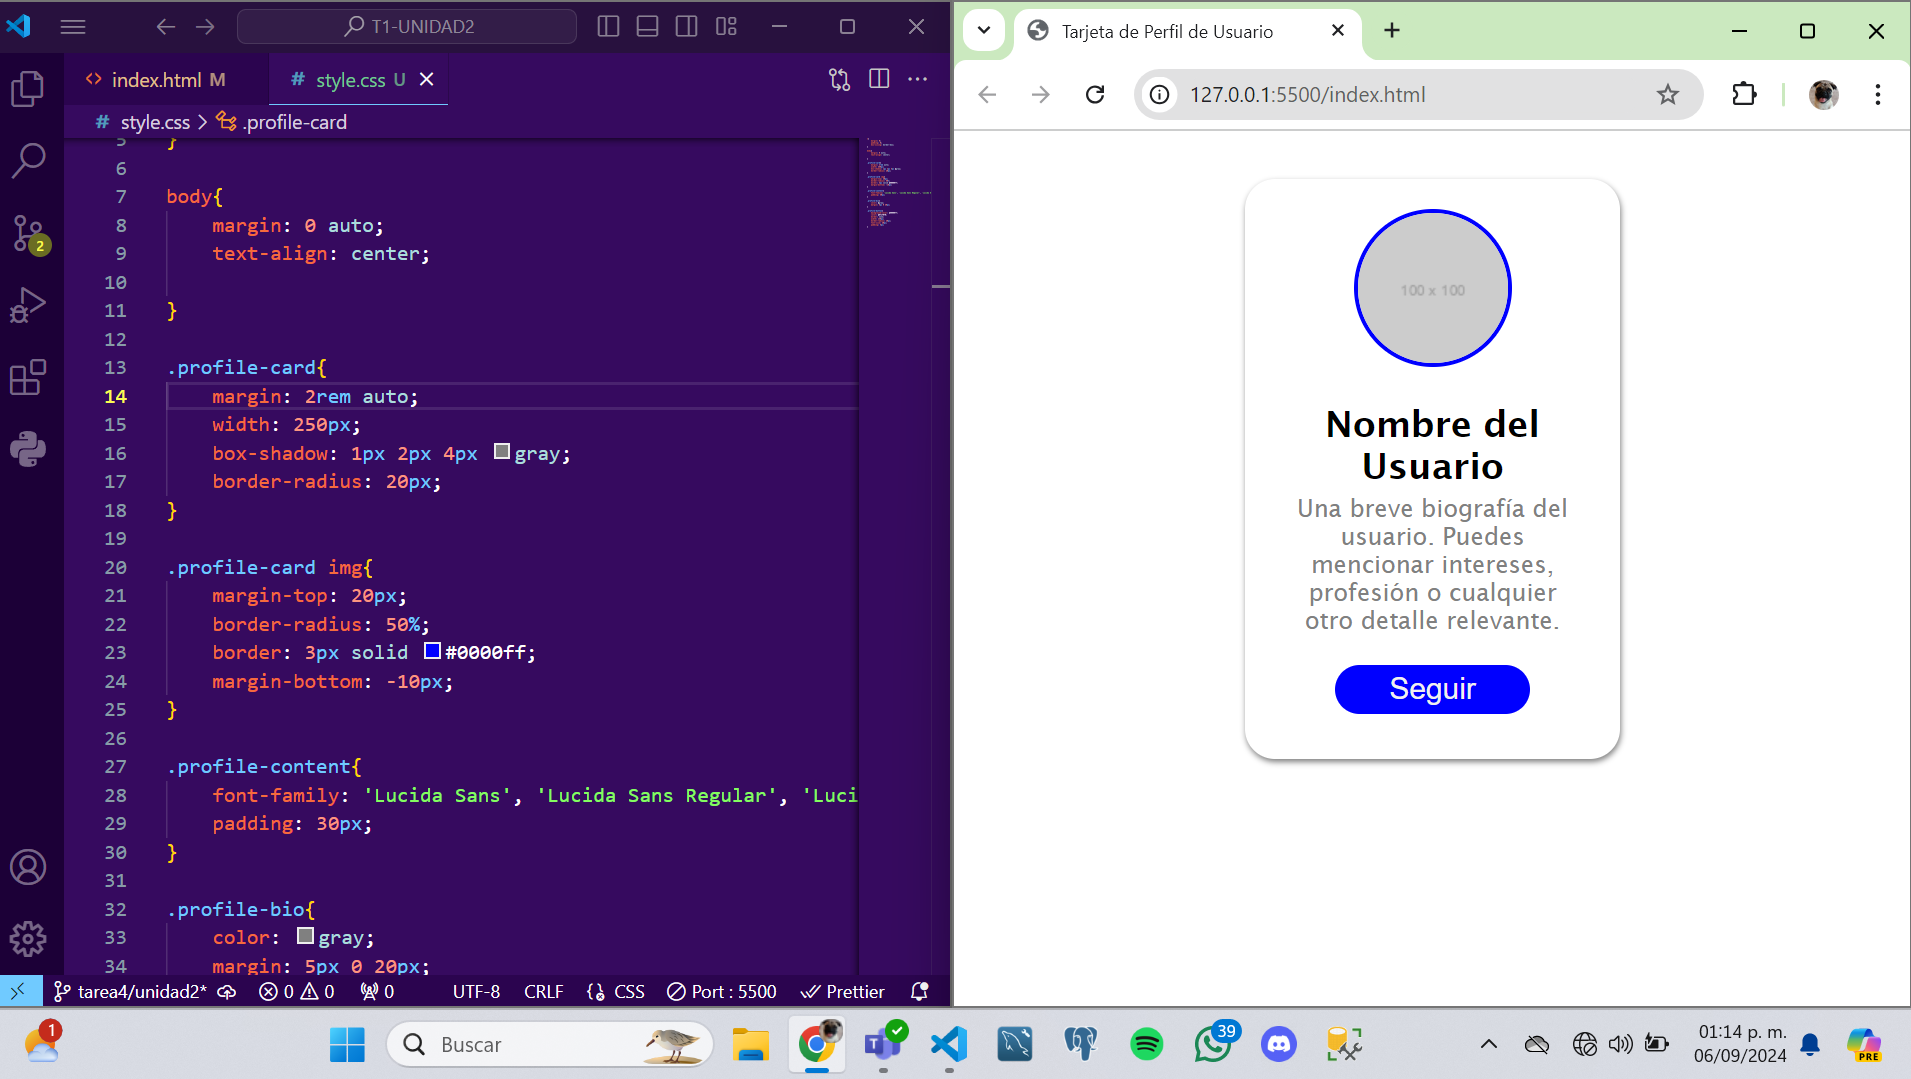 T1-UNIDAD2
index.html M
# style.css U
# style.css > .profile-card
5 }
6
7 body{
8 margin: 0 auto;
9 text-align: center;
10
11 }
12
13 .profile-card{
14 margin: 2rem auto;
15 width: 250px;
16 box-shadow: 1px 2px 4px gray;
17 border-radius: 20px;
18 }
19
20 .profile-card img{
21 margin-top: 20px;
22 border-radius: 50%;
23 border: 3px solid #0000ff;
24 margin-bottom: -10px;
25 }
26
27 .profile-content{
28 font-family: 'Lucida Sans', 'Lucida Sans Regular', 'Luci
29 padding: 30px;
30 }
31
32 .profile-bio{
33 color: gray;
34 margin: 5px 0 20px;
2
tarea4/unidad2* 0 0 0 UTF-8 CRLF CSS Port : 5500 Prettier
Tarjeta de Perfil de Usuario
127.0.0.1:5500/index.html
100 x 100
Nombre del
Usuario
Una breve biografía del
usuario. Puedes
mencionar intereses,
profesión o cualquier
otro detalle relevante.
Seguir
1
Buscar
39
01:14 p. m.
06/09/2024
PRE